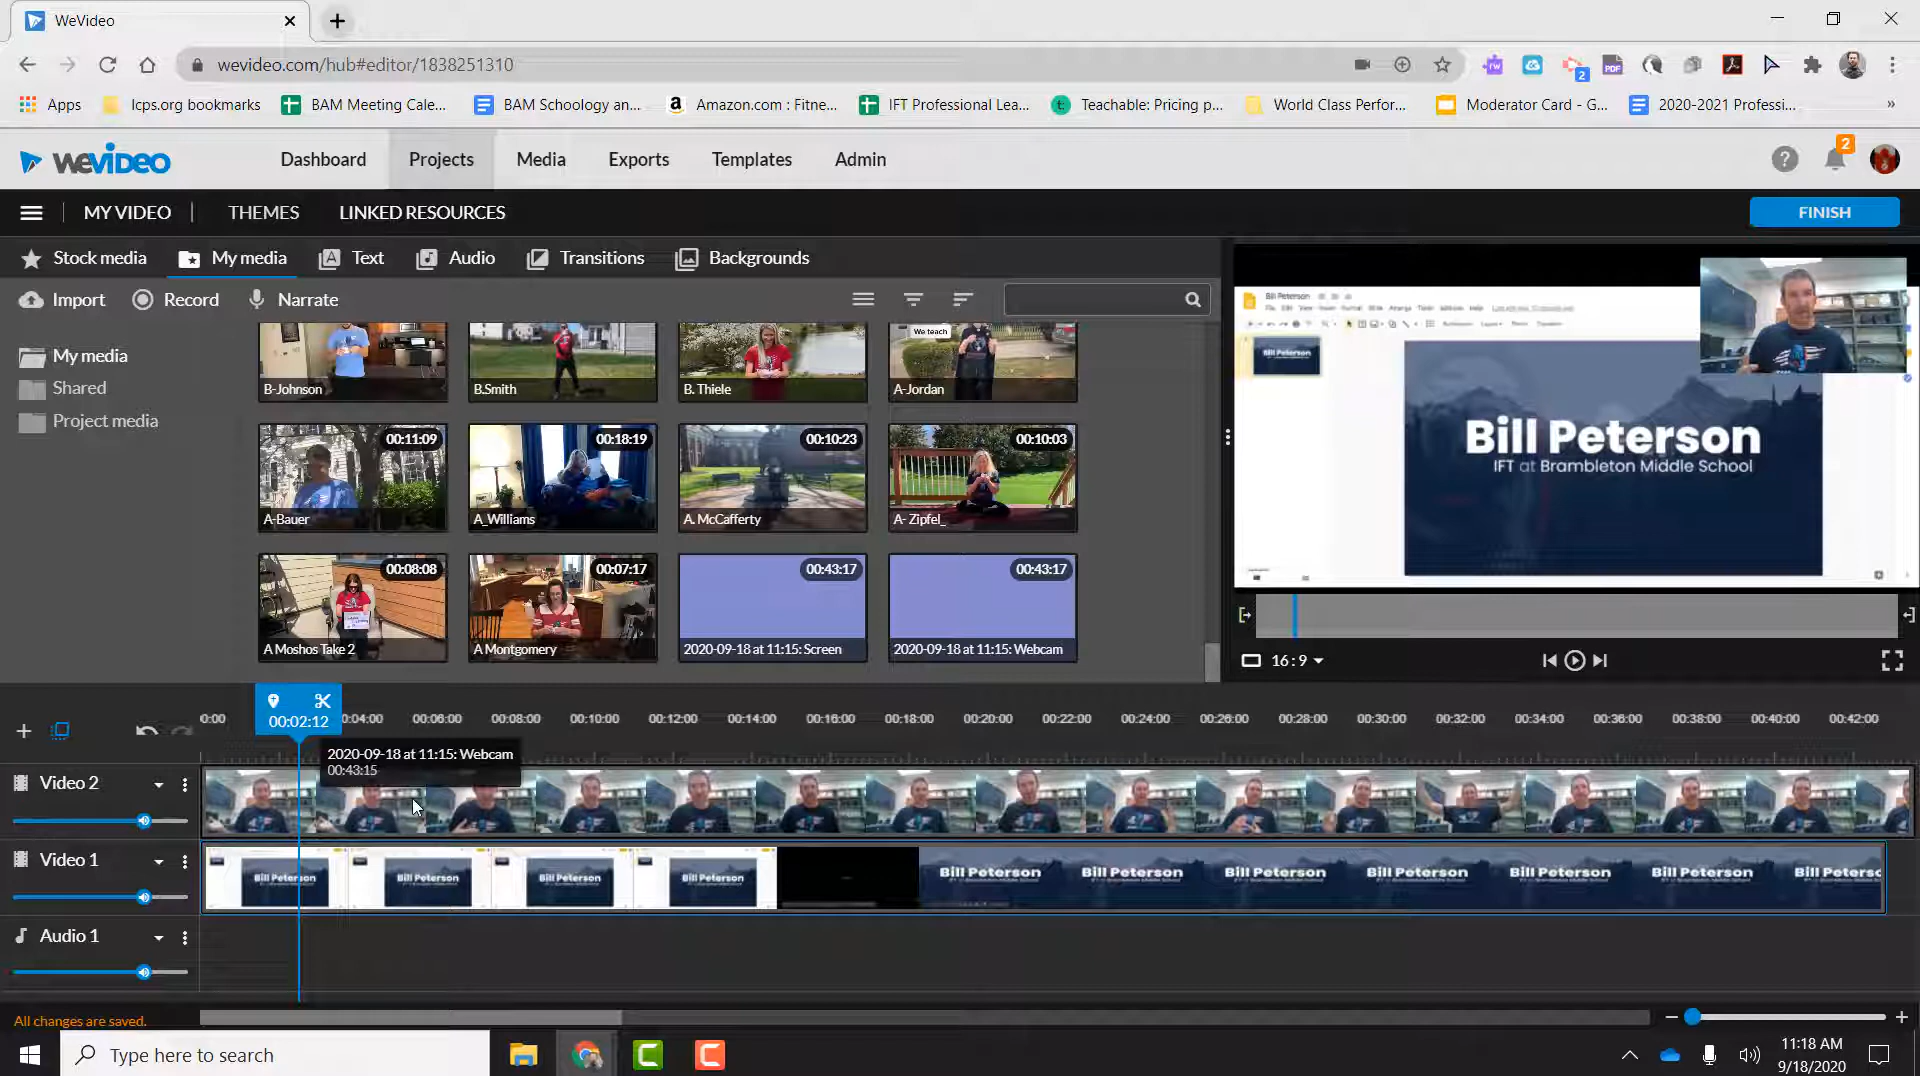 WeVideo
wevideo.com/hub#editor/1838251310
2
Apps
lcps.org bookmarks
BAM Meeting Cale...
BAM Schoology an...
Amazon.com : Fitne...
IFT Professional Lea...
Teachable: Pricing p...
World Class Perfor...
Moderator Card - G...
2020-2021 Professi...
»
WEVIDEO
Dashboard
Projects
Media
Exports
Templates
Admin
?
2
MY VIDEO
THEMES
LINKED RESOURCES
FINISH
Stock media
My media
Text
Audio
Transitions
Backgrounds
Import
Record
Narrate
My media
Shared
Project media
B-Johnson
B.Smith
B. Thiele
We teach
A-Jordan
00:11:09
A-Bauer
00:18:19
A_Williams
00:10:23
A. McCafferty
00:10:03
A- Zipfel_
00:08:08
A Moshos Take 2
00:07:17
A Montgomery
00:43:17
2020-09-18 at 11:15: Screen
00:43:17
2020-09-18 at 11:15: Webcam
Bill Peterson
Bill Peterson
Bill Peterson
IFT at Brambleton Middle School
16:9
00:02:12
0:00
:04:00
00:06:00
00:08:00
00:10:00
00:12:00
00:14:00
00:16:00
00:18:00
00:20:00
00:22:00
00:24:00
00:26:00
00:28:00
00:30:00
00:32:00
00:34:00
00:36:00
00:38:00
00:40:00
00:42:00
2020-09-18 at 11:15: Webcam
00:43:15
Video 2
Video 1
Bill Peterson
Bill Peterson
Bill Peterson
Bill Peterson
Bill Peterson
Bill Peterson
Bill Peterson
Bill Peterson
Bill Peterson
Bill Peterson
Bill Peters
Audio 1
All changes are saved.
Type here to search
11:18 AM
9/18/2020